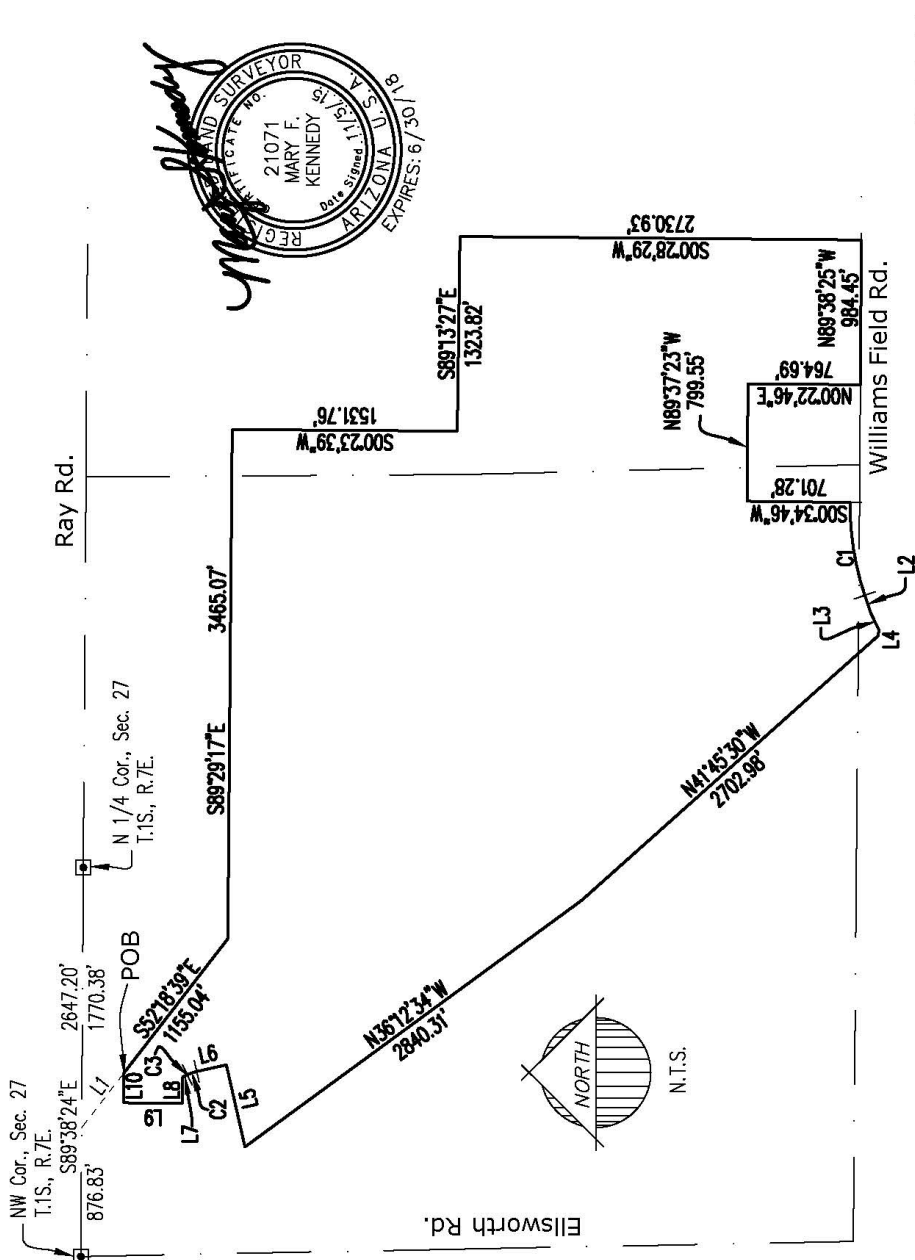 NW Cor., Sec. 27
T.1S., R.7E.
S89°38'24"E
876.83'
2647.20'
1770.38'
N 1/4 Cor., Sec. 27
T.1S., R.7E.
Ray Rd.
L1
POB
L10
L9
L8
C3
L7
C2
L6
L5
S52°18'39"E
1155.04'
S89°29'17"E
3465.07'
S00°23'39"W
1531.76'
S89°13'27"E
1323.82'
S00°28'29"W
2730.93'
N89°38'25"W
984.45'
N00°22'46"E
764.69'
N89°37'23"W
799.55'
S00°34'46"W
701.28'
C1
L2
L3
L4
N41°45'30"W
2702.98'
N36°12'34"W
2840.31'
Williams Field Rd.
Ellsworth Rd.
NORTH
N.T.S.
LAND SURVEYOR
CERTIFICATE NO.
21071
MARY F.
KENNEDY
Date Signed 11/5/15
ARIZONA U.S.A.
EXPIRES: 6/30/18